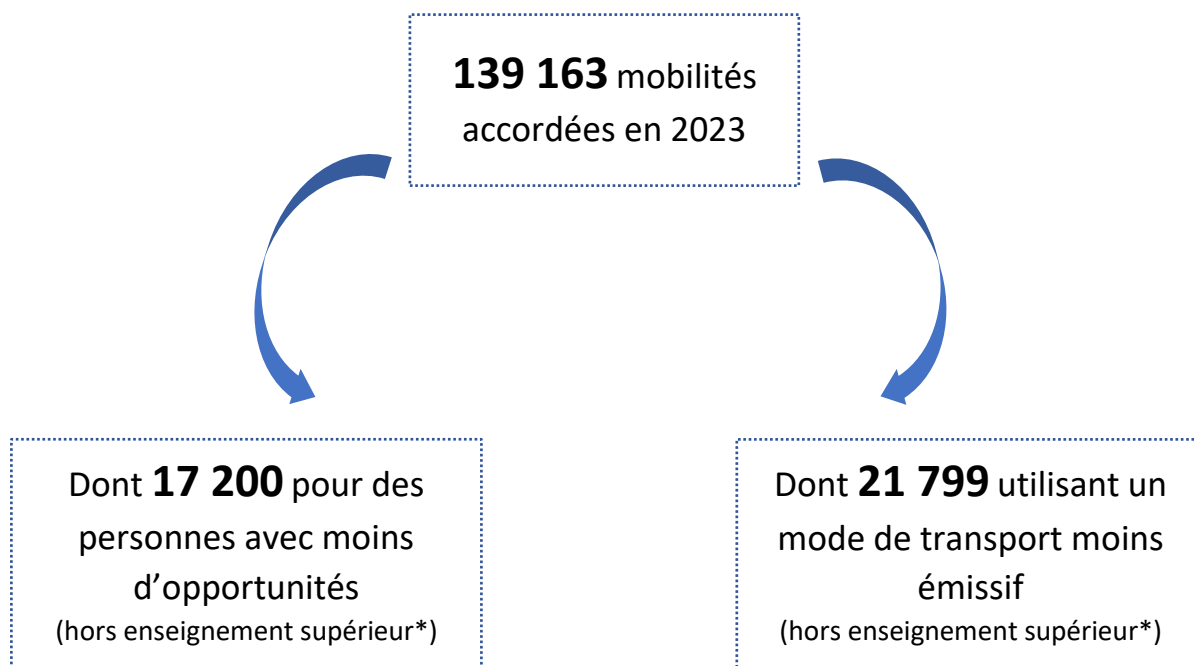 139 163 mobilités
accordées en 2023
Dont 17 200 pour des
personnes avec moins
d’opportunités
(hors enseignement supérieur*)
Dont 21 799 utilisant un
mode de transport moins
émissif
(hors enseignement supérieur*)